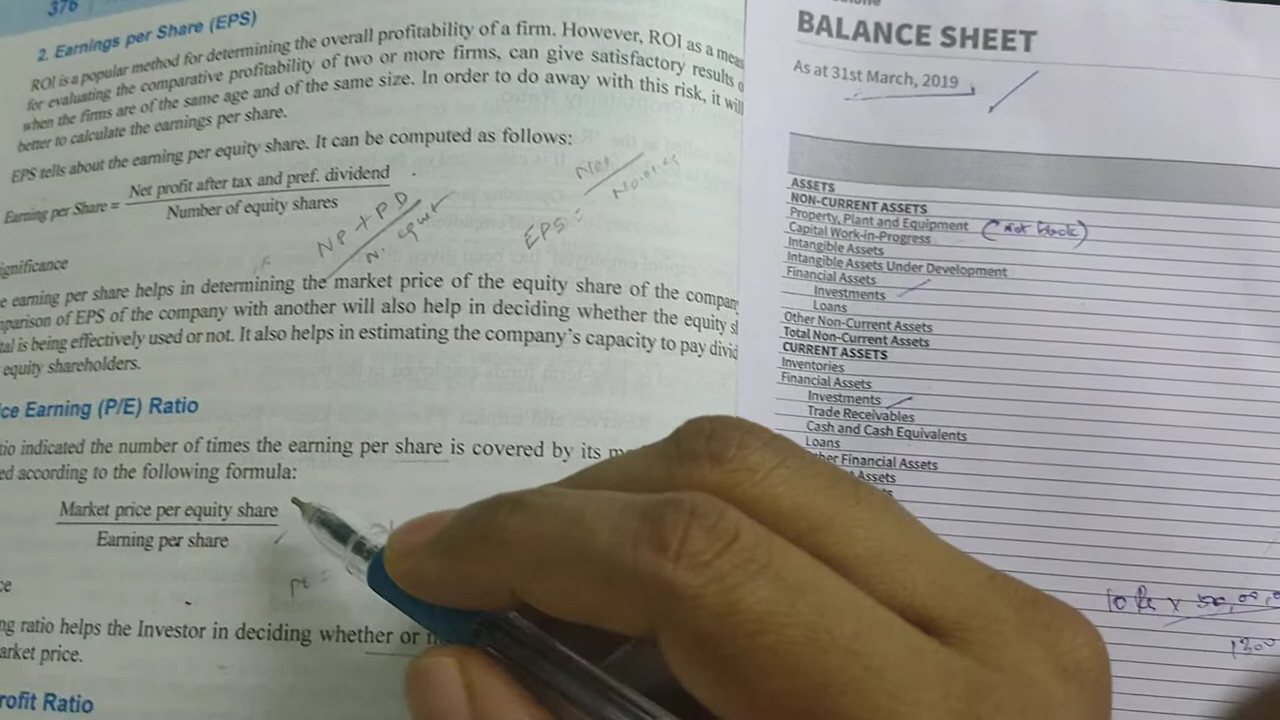 376
2. Earnings per Share (EPS)
ROI is a popular method for determining the overall profitability of a firm. However, ROI as a
for evaluating the comparative profitability of two or more firms, can give satisfactory results
when the firms are of the same age and of the same size. In order to do away with this risk, it will
better to calculate the earnings per share.
EPS tells about the earning per equity share. It can be computed as follows:
Earning per Share = Net profit after tax and pref. dividend
Number of equity shares
NP + PD
EPS =
earning per share helps in determining the market price of the equity share of the
of EPS of the company with another will also help in deciding whether the equity
is being effectively used or not. It also helps in estimating the company's capacity to pay
equity shareholders.
Earning (P/E) Ratio
indicated the number of times the earning per share is covered by its
according to the following formula:
Market price per equity share
Earning per share
ratio helps the Investor in deciding whether or
market price.
Ratio
BALANCE SHEET
As at 31st March, 2019
ASSETS
NON-CURRENT ASSETS
Property, Plant and Equipment
Capital Work-in-Progress
Intangible Assets
Intangible Assets Under Development
Financial Assets
Investments
Loans
Other Non-Current Assets
Total Non-Current Assets
CURRENT ASSETS
Inventories
Financial Assets
Investments
Trade Receivables
Cash and Cash Equivalents
Loans
Financial Assets
Assets